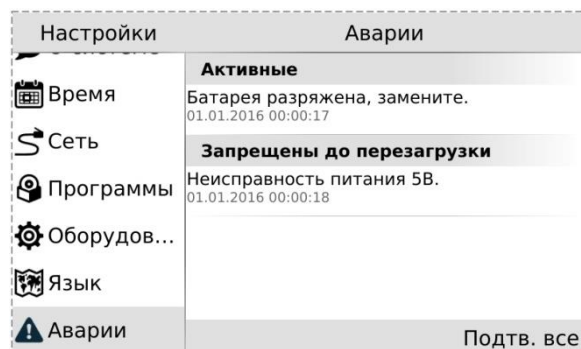 Настройки
Аварии
Активные
Время
Батарея разряжена, замените.
01.01.2016 00:00:17
Сеть
Запрещены до перезагрузки
Программы
Неисправность питания 5В.
01.01.2016 00:00:18
Оборудов...
Язык
Аварии
Подтв. все